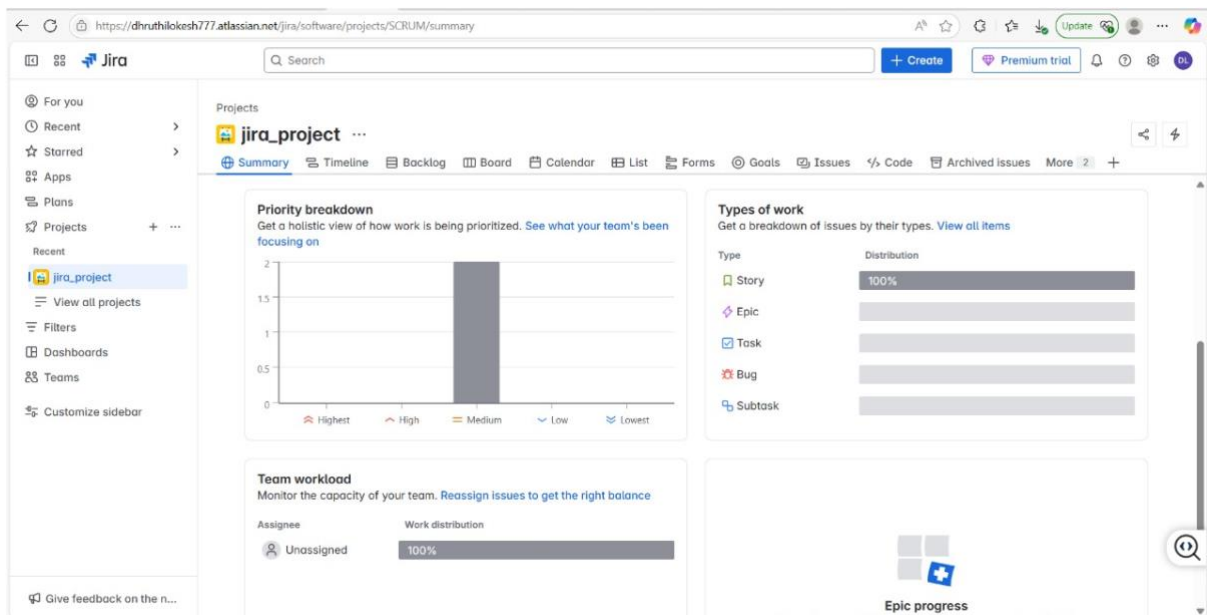 https://dhruthilokesh777.atlassian.net/jira/software/projects/SCRUM/summary
Update
Jira
Search
+ Create
Premium trial
DL
For you
Recent
Starred
Apps
Plans
Projects
Recent
jira_project
View all projects
Filters
Dashboards
Teams
Customize sidebar
Give feedback on the n...
Projects
jira_project
Summary Timeline Backlog Board Calendar List Forms Goals Issues Code Archived issues More 2
Priority breakdown
Get a holistic view of how work is being prioritized. See what your team's been
focusing on
2
1.5
1
0.5
0
Highest High Medium Low Lowest
Types of work
Get a breakdown of issues by their types. View all items
Type Distribution
Story 100%
Epic
Task
Bug
Subtask
Team workload
Monitor the capacity of your team. Reassign issues to get the right balance
Assignee Work distribution
Unassigned 100%
Epic progress